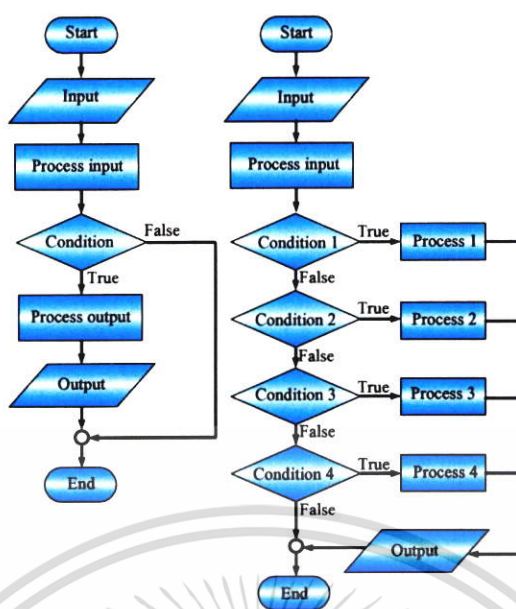 Start
Input
Process input
Condition
False
True
Process output
Output
End
Start
Input
Process input
Condition 1
True
Process 1
False
Condition 2
True
Process 2
False
Condition 3
True
Process 3
False
Condition 4
True
Process 4
False
Output
End